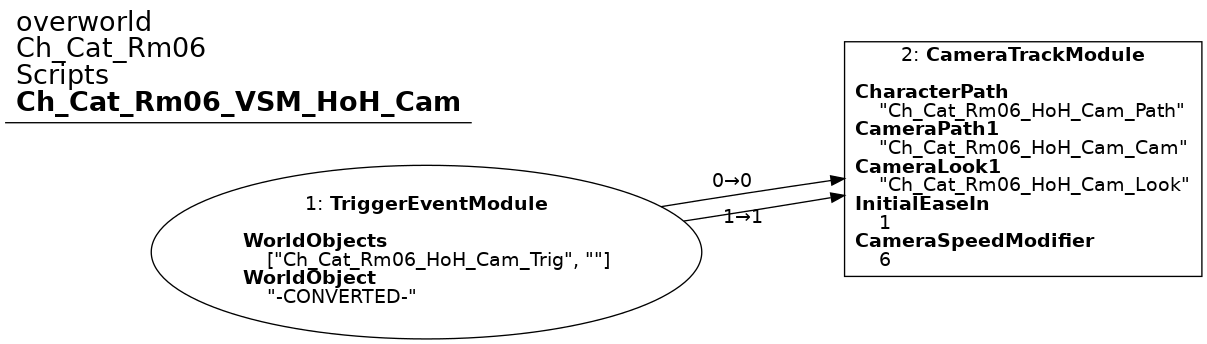 overworld
Ch_Cat_Rm06
Scripts
Ch_Cat_Rm06_VSM_HoH_Cam
1: TriggerEventModule
WorldObjects
["Ch_Cat_Rm06_HoH_Cam_Trig", ""]
WorldObject
"-CONVERTED-"
0→0
1→1
2: CameraTrackModule
CharacterPath
"Ch_Cat_Rm06_HoH_Cam_Path"
CameraPath1
"Ch_Cat_Rm06_HoH_Cam_Cam"
CameraLook1
"Ch_Cat_Rm06_HoH_Cam_Look"
InitialEaseIn
1
CameraSpeedModifier
6